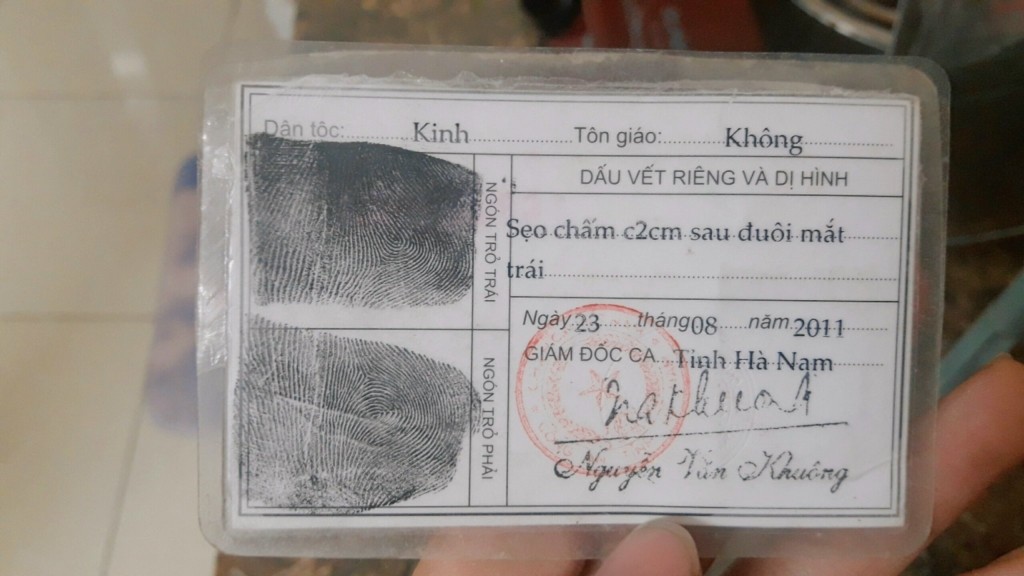 Dân tộc: Kinh Tôn giáo: Không
DẤU VẾT RIÊNG VÀ DỊ HÌNH
Sẹo chấm c2cm sau đuôi mắt
trái
NGÓN TRỎ TRÁI
NGÓN TRỎ PHẢI
Ngày 23 tháng 08 năm 2011
GIÁM ĐỐC CA Tỉnh Hà Nam
Nguyễn Văn Khuông